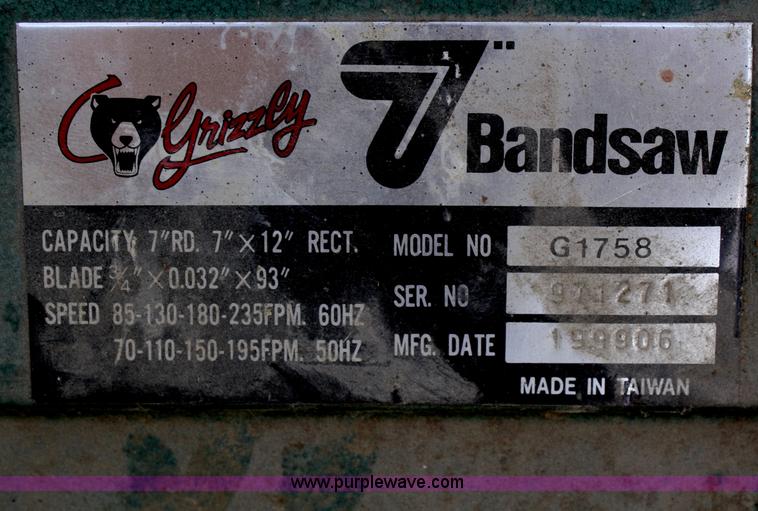 Grizzly 7" Bandsaw
CAPACITY 7"RD. 7"×12" RECT.
BLADE 3/4"×0.032"×93"
SPEED 85-130-180-235FPM. 60HZ
70-110-150-195FPM. 50HZ
MODEL NO G1758
SER. NO 971271
MFG. DATE 199906
MADE IN TAIWAN
www.purplewave.com